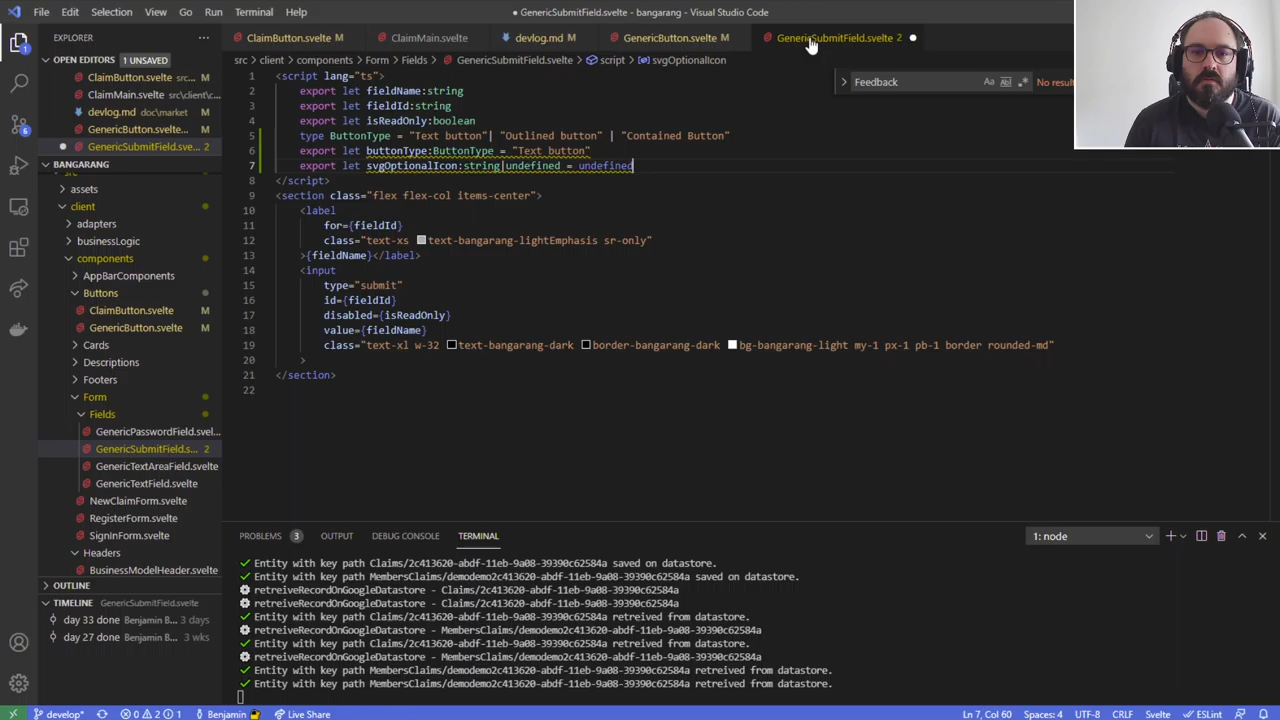 File Edit Selection View Go Run Terminal Help
● GenericSubmitField.svelte - bangarang - Visual Studio Code
EXPLORER
OPEN EDITORS 1 UNSAVED
ClaimButton.svelte src...
ClaimMain.svelte src\client\c...
devlog.md doc\market M
GenericButton.svelte...
GenericSubmitField.sve... 2
BANGARANG
src
assets
client
adapters
businessLogic
components
AppBarComponents
Buttons
ClaimButton.svelte M
GenericButton.svelte M
Cards
Descriptions
Footers
Form
Fields
GenericPasswordField.svel...
GenericSubmitField.s... 2
GenericTextAreaField.svelte
GenericTextField.svelte
NewClaimForm.svelte
RegisterForm.svelte
SignInForm.svelte
Headers
BusinessModelHeader.svelte
OUTLINE
TIMELINE GenericSubmitField.svelte
day 33 done Benjamin B... 3 days
day 27 done Benjamin B... 3 wks
1
6
ClaimButton.svelte M
ClaimMain.svelte
devlog.md M
GenericButton.svelte M
GenericSubmitField.svelte 2
src > client > components > Form > Fields > GenericSubmitField.svelte > script > svgOptionalIcon
Feedback
Aa
No result
1 <script lang="ts">
2 export let fieldName:string
3 export let fieldId:string
4 export let isReadOnly:boolean
5 type ButtonType = "Text button"| "Outlined button" | "Contained Button"
6 export let buttonType:ButtonType = "Text button"
7 export let svgOptionalIcon:string|undefined = undefined
8 </script>
9 <section class="flex flex-col items-center">
10 <label
11 for={fieldId}
12 class="text-xs text-bangarang-lightEmphasis sr-only"
13 >{fieldName}</label>
14 <input
15 type="submit"
16 id={fieldId}
17 disabled={isReadOnly}
18 value={fieldName}
19 class="text-xl w-32 text-bangarang-dark border-bangarang-dark bg-bangarang-light my-1 px-1 pb-1 border rounded-md"
20 >
21 </section>
22
PROBLEMS 3 OUTPUT DEBUG CONSOLE TERMINAL
1: node
Entity with key path Claims/2c413620-abdf-11eb-9a08-39390c62584a saved on datastore.
Entity with key path MembersClaims/demodemo2c413620-abdf-11eb-9a08-39390c62584a saved on datastore.
retreiveRecordOnGoogleDatastore - Claims/2c413620-abdf-11eb-9a08-39390c62584a
retreiveRecordOnGoogleDatastore - Claims/2c413620-abdf-11eb-9a08-39390c62584a
Entity with key path Claims/2c413620-abdf-11eb-9a08-39390c62584a retreived from datastore.
retreiveRecordOnGoogleDatastore - MembersClaims/demodemo2c413620-abdf-11eb-9a08-39390c62584a
Entity with key path Claims/2c413620-abdf-11eb-9a08-39390c62584a retreived from datastore.
retreiveRecordOnGoogleDatastore - MembersClaims/demodemo2c413620-abdf-11eb-9a08-39390c62584a
Entity with key path MembersClaims/demodemo2c413620-abdf-11eb-9a08-39390c62584a retreived from datastore.
Entity with key path MembersClaims/demodemo2c413620-abdf-11eb-9a08-39390c62584a retreived from datastore.
develop* 0 2 1 Benjamin Live Share
Ln 7, Col 60 Spaces: 4 UTF-8 CRLF Svelte ESLint